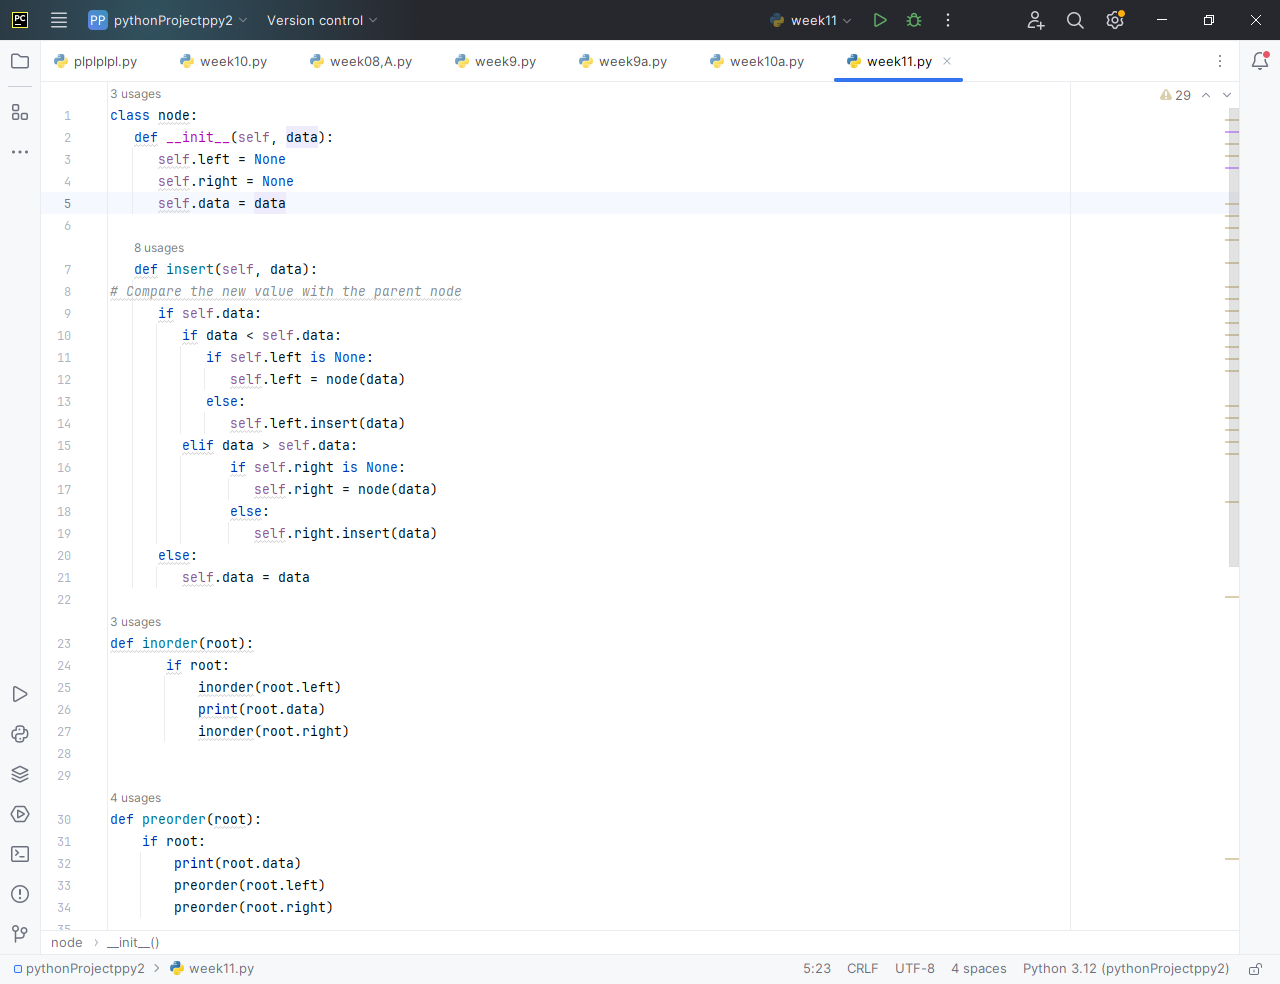 PC PP pythonProjectppy2 Version control week11
plplplpl.py week10.py week08,A.py week9.py week9a.py week10a.py week11.py
3 usages 29
1 class node:
2 def __init__(self, data):
3 self.left = None
4 self.right = None
5 self.data = data
6
8 usages
7 def insert(self, data):
8 # Compare the new value with the parent node
9 if self.data:
10 if data < self.data:
11 if self.left is None:
12 self.left = node(data)
13 else:
14 self.left.insert(data)
15 elif data > self.data:
16 if self.right is None:
17 self.right = node(data)
18 else:
19 self.right.insert(data)
20 else:
21 self.data = data
22
3 usages
23 def inorder(root):
24 if root:
25 inorder(root.left)
26 print(root.data)
27 inorder(root.right)
28
29
4 usages
30 def preorder(root):
31 if root:
32 print(root.data)
33 preorder(root.left)
34 preorder(root.right)
35
node › __init__()
pythonProjectppy2 > week11.py 5:23 CRLF UTF-8 4 spaces Python 3.12 (pythonProjectppy2)